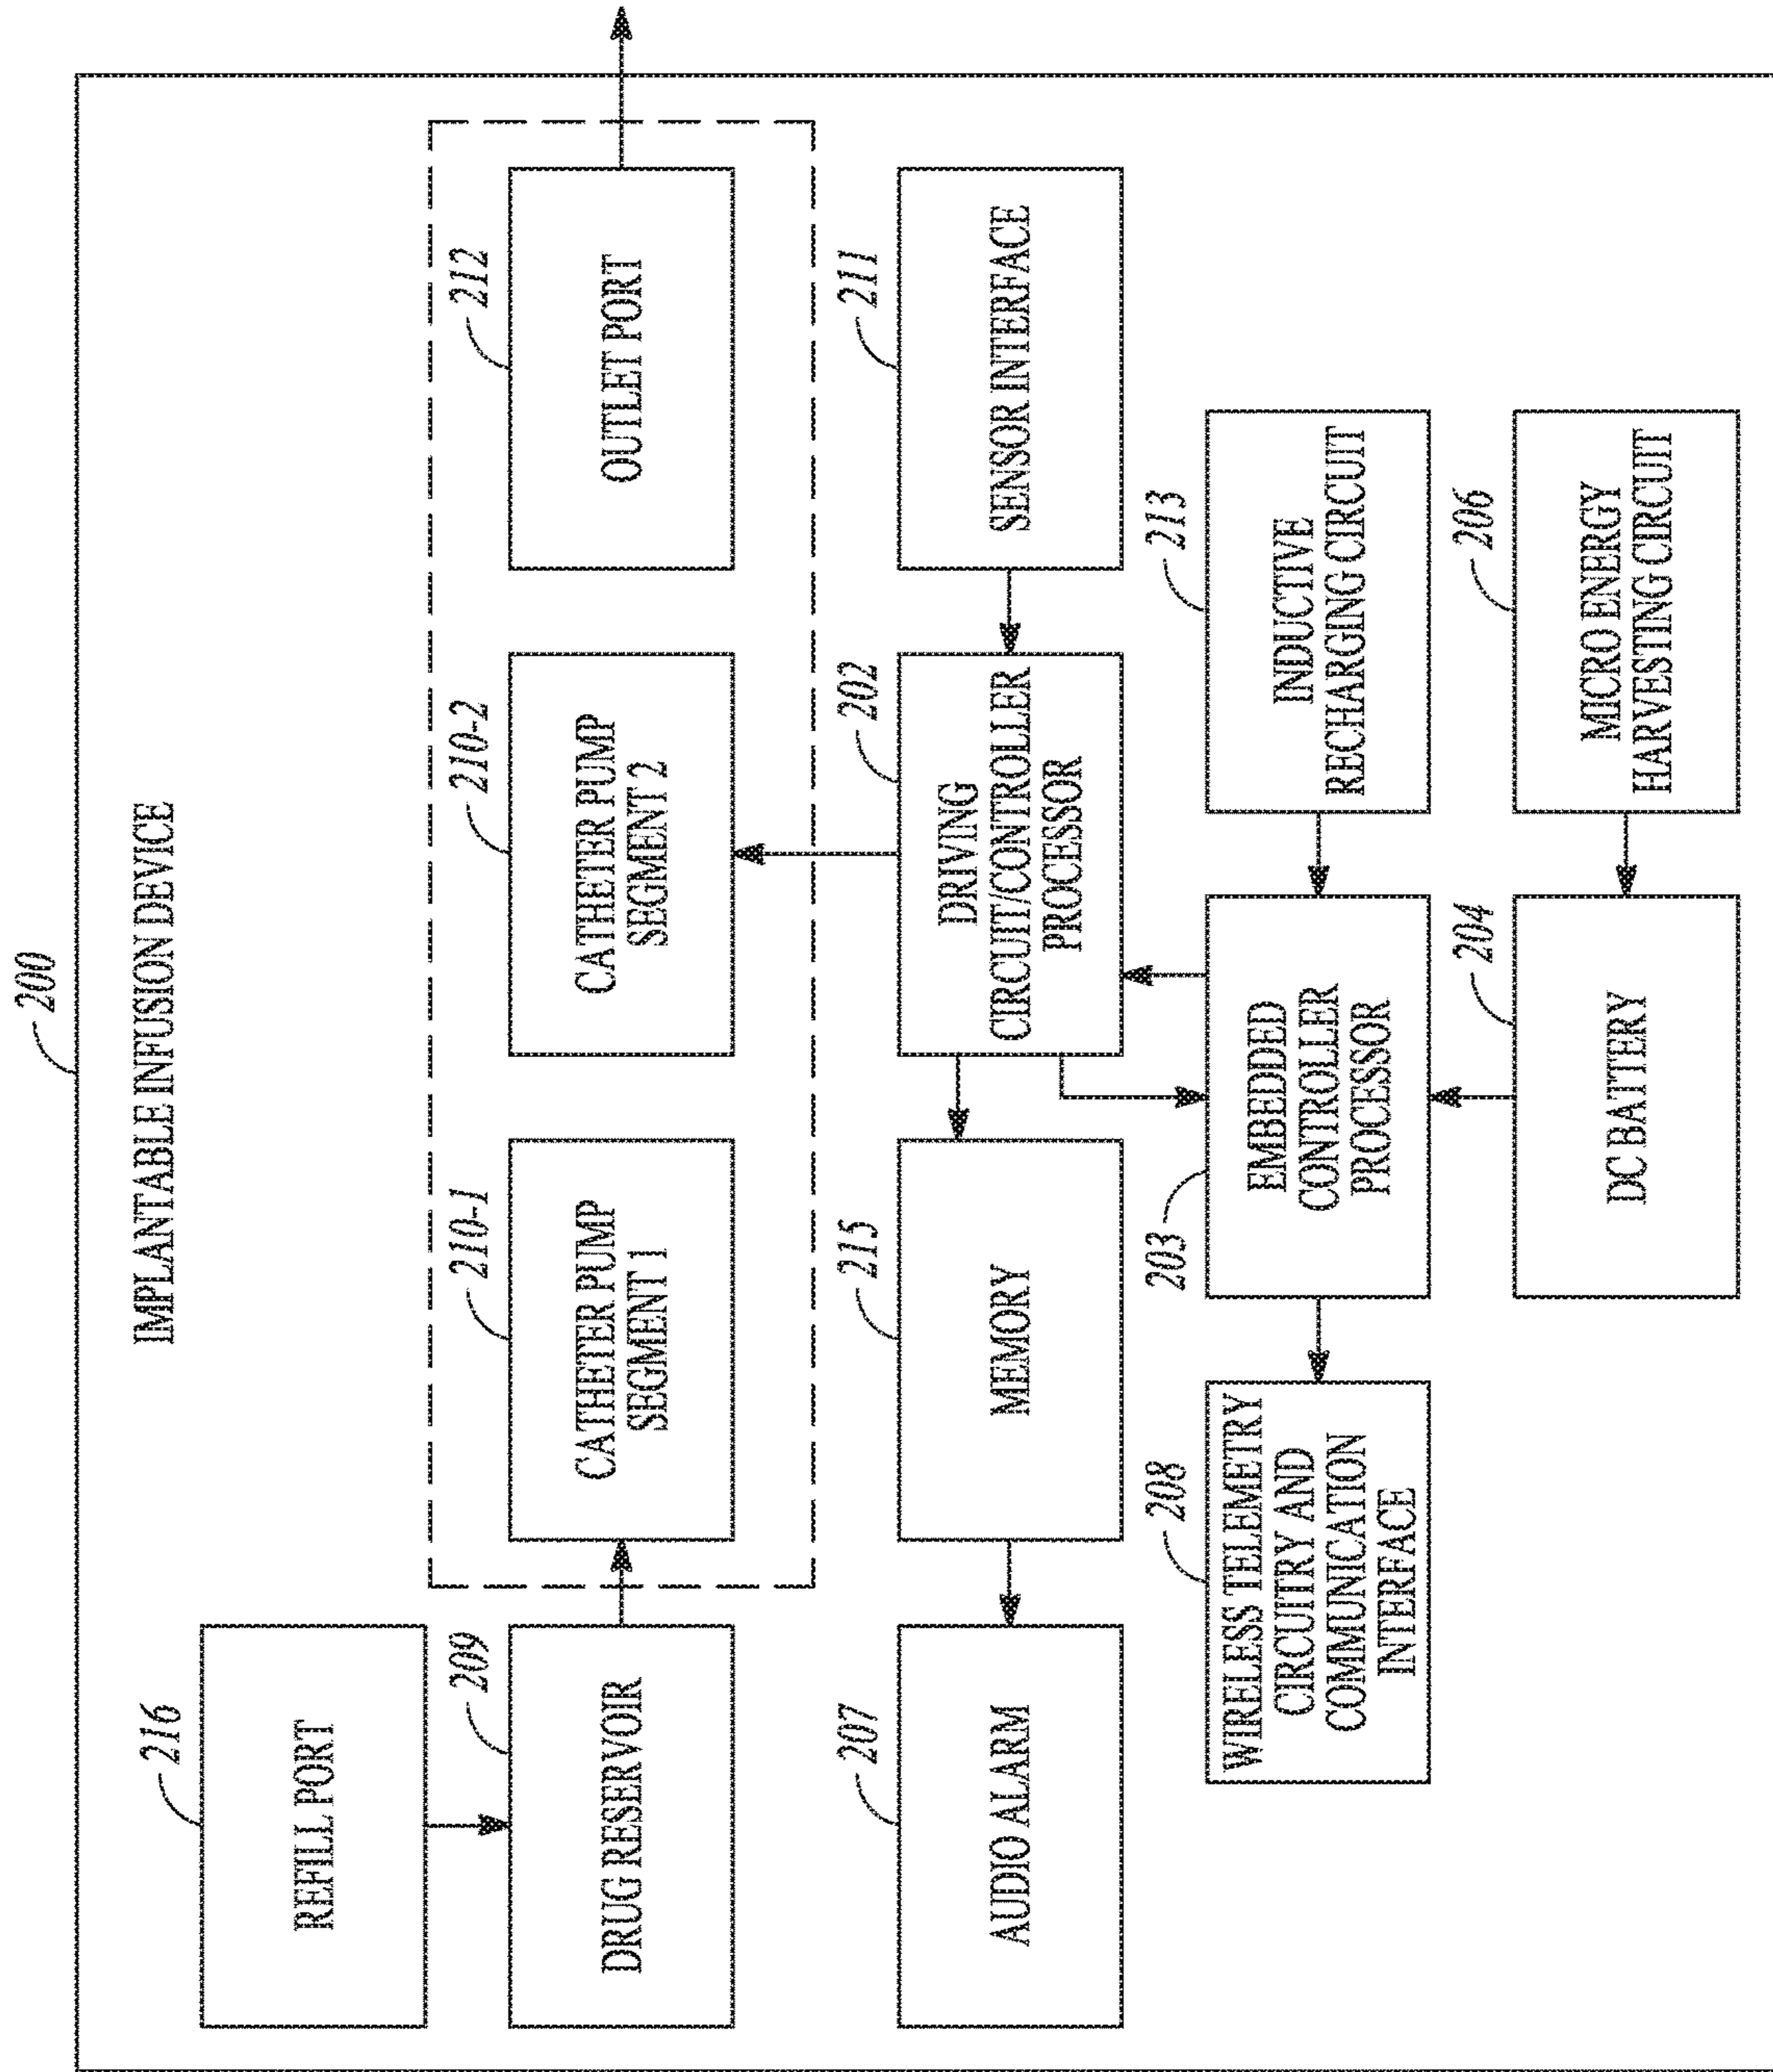 200
IMPLANTABLE INFUSION DEVICE
216
REFILL PORT
209
DRUG RESERVOIR
210-1
CATHETER PUMP
SEGMENT 1
210-2
CATHETER PUMP
SEGMENT 2
212
OUTLET PORT
207
AUDIO ALARM
215
MEMORY
202
DRIVING
CIRCUIT/CONTROLLER
PROCESSOR
211
SENSOR INTERFACE
208
WIRELESS TELEMETRY
CIRCUITRY AND
COMMUNICATION
INTERFACE
203
EMBEDDED
CONTROLLER
PROCESSOR
213
INDUCTIVE
RECHARGING CIRCUIT
204
DC BATTERY
206
MICRO ENERGY
HARVESTING CIRCUIT